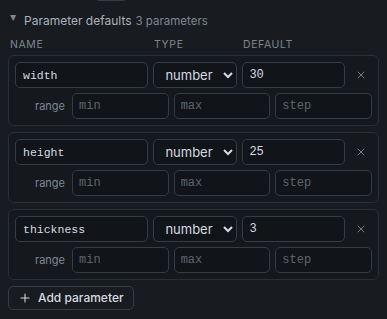 Parameter defaults 3 parameters
NAME TYPE DEFAULT
width number 30
range min max step
height number 25
range min max step
thickness number 3
range min max step
+ Add parameter